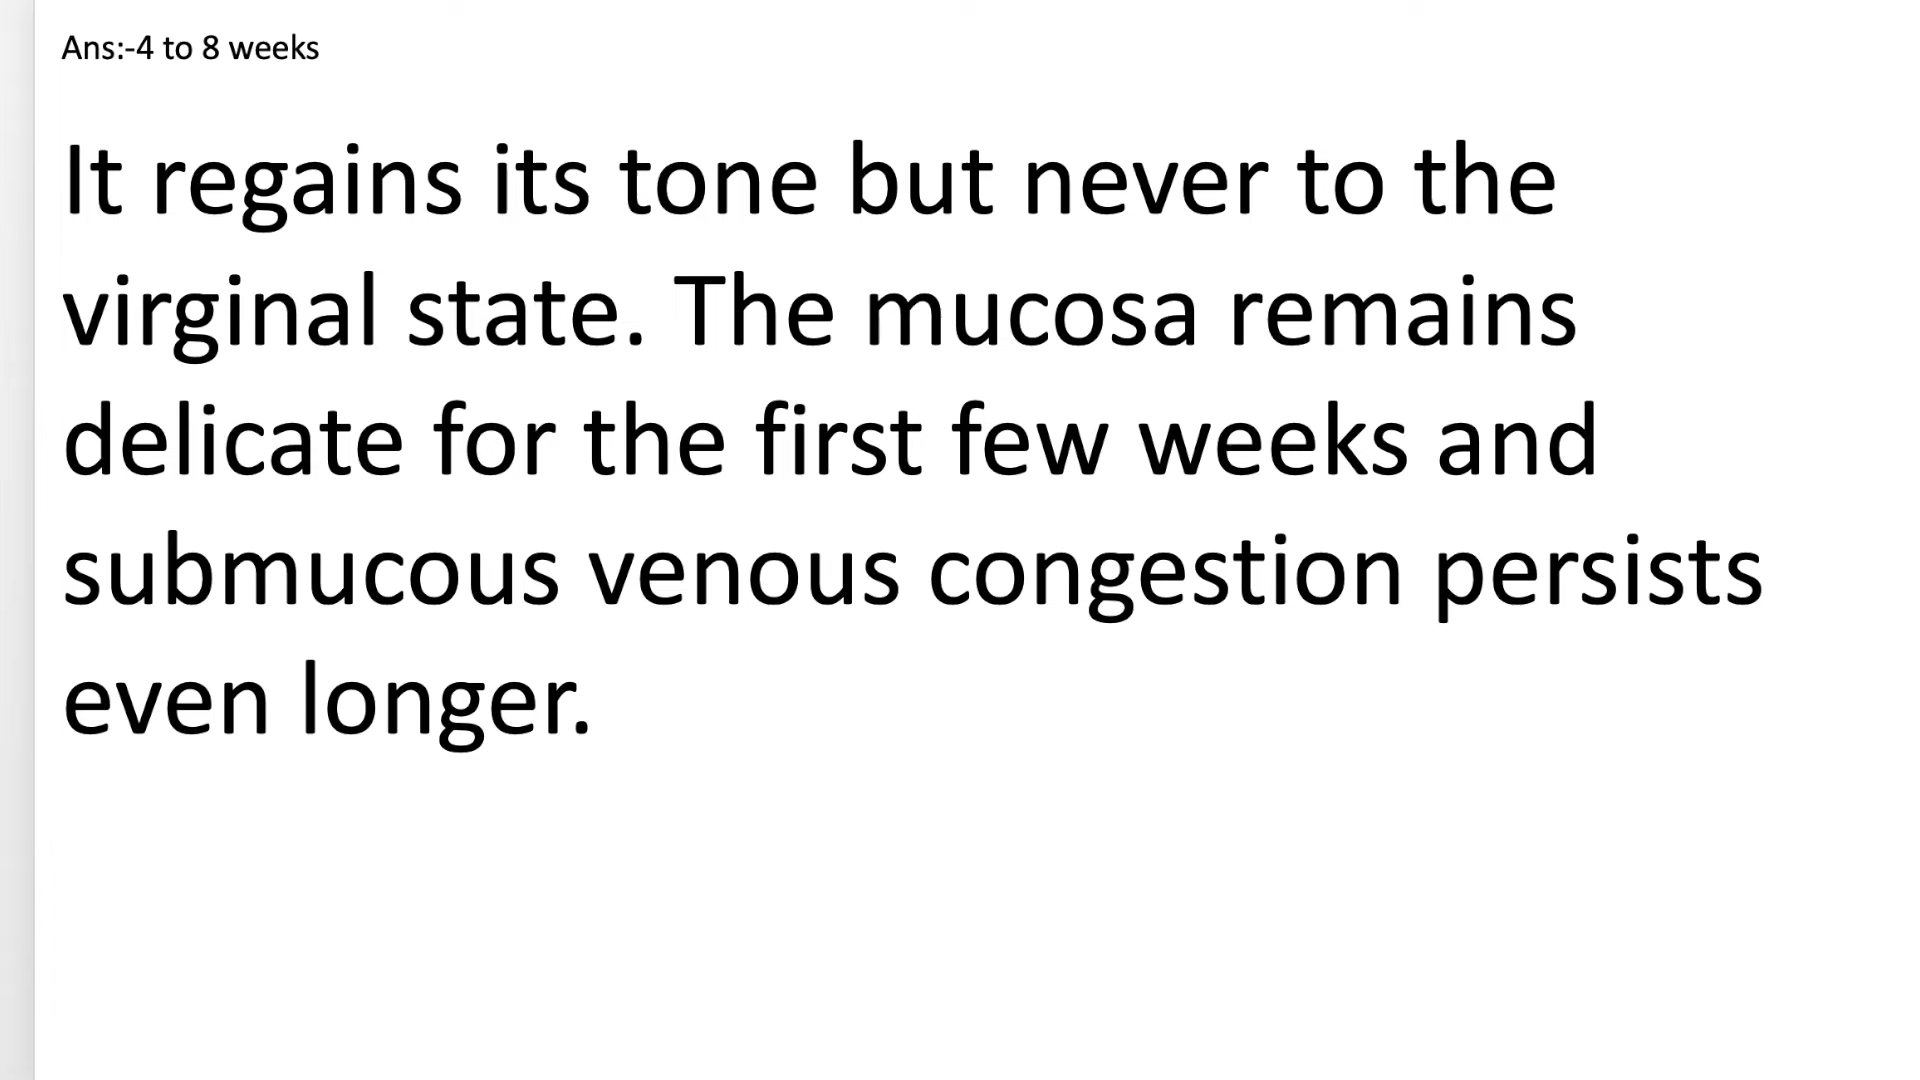 Ans:-4 to 8 weeks
It regains its tone but never to the
virginal state. The mucosa remains
delicate for the first few weeks and
submucous venous congestion persists
even longer.